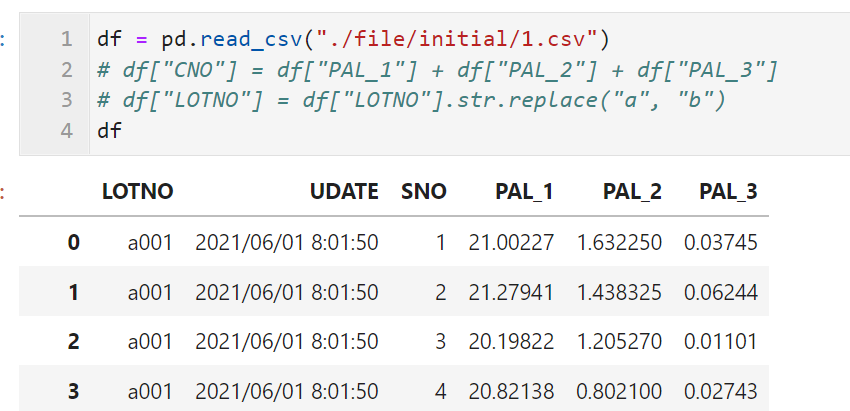 1 df = pd.read_csv("./file/initial/1.csv")
2 # df["CNO"] = df["PAL_1"] + df["PAL_2"] + df["PAL_3"]
3 # df["LOTNO"] = df["LOTNO"].str.replace("a", "b")
4 df
LOTNO UDATE SNO PAL_1 PAL_2 PAL_3
0 a001 2021/06/01 8:01:50 1 21.00227 1.632250 0.03745
1 a001 2021/06/01 8:01:50 2 21.27941 1.438325 0.06244
2 a001 2021/06/01 8:01:50 3 20.19822 1.205270 0.01101
3 a001 2021/06/01 8:01:50 4 20.82138 0.802100 0.02743